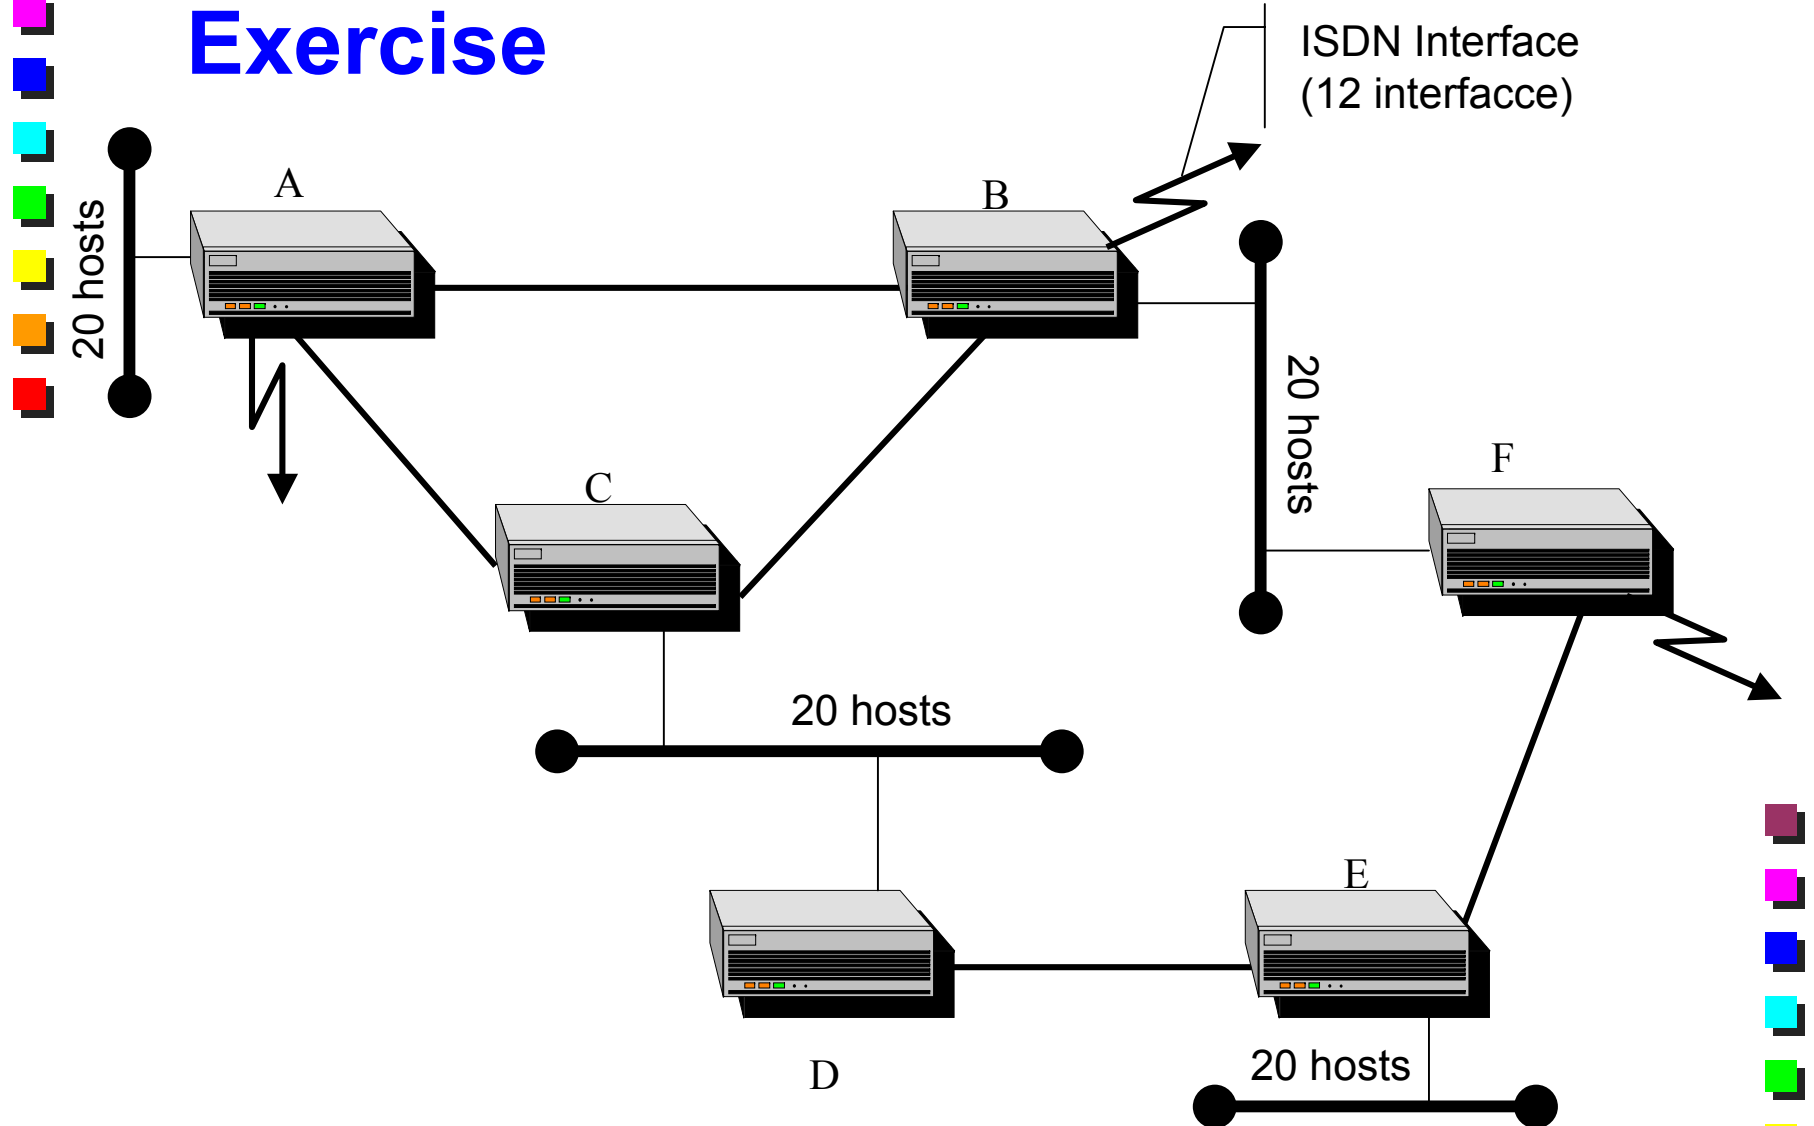 Exercise
ISDN Interface
(12 interfacce)
A
B
20 hosts
20 hosts
F
C
20 hosts
E
20 hosts
D